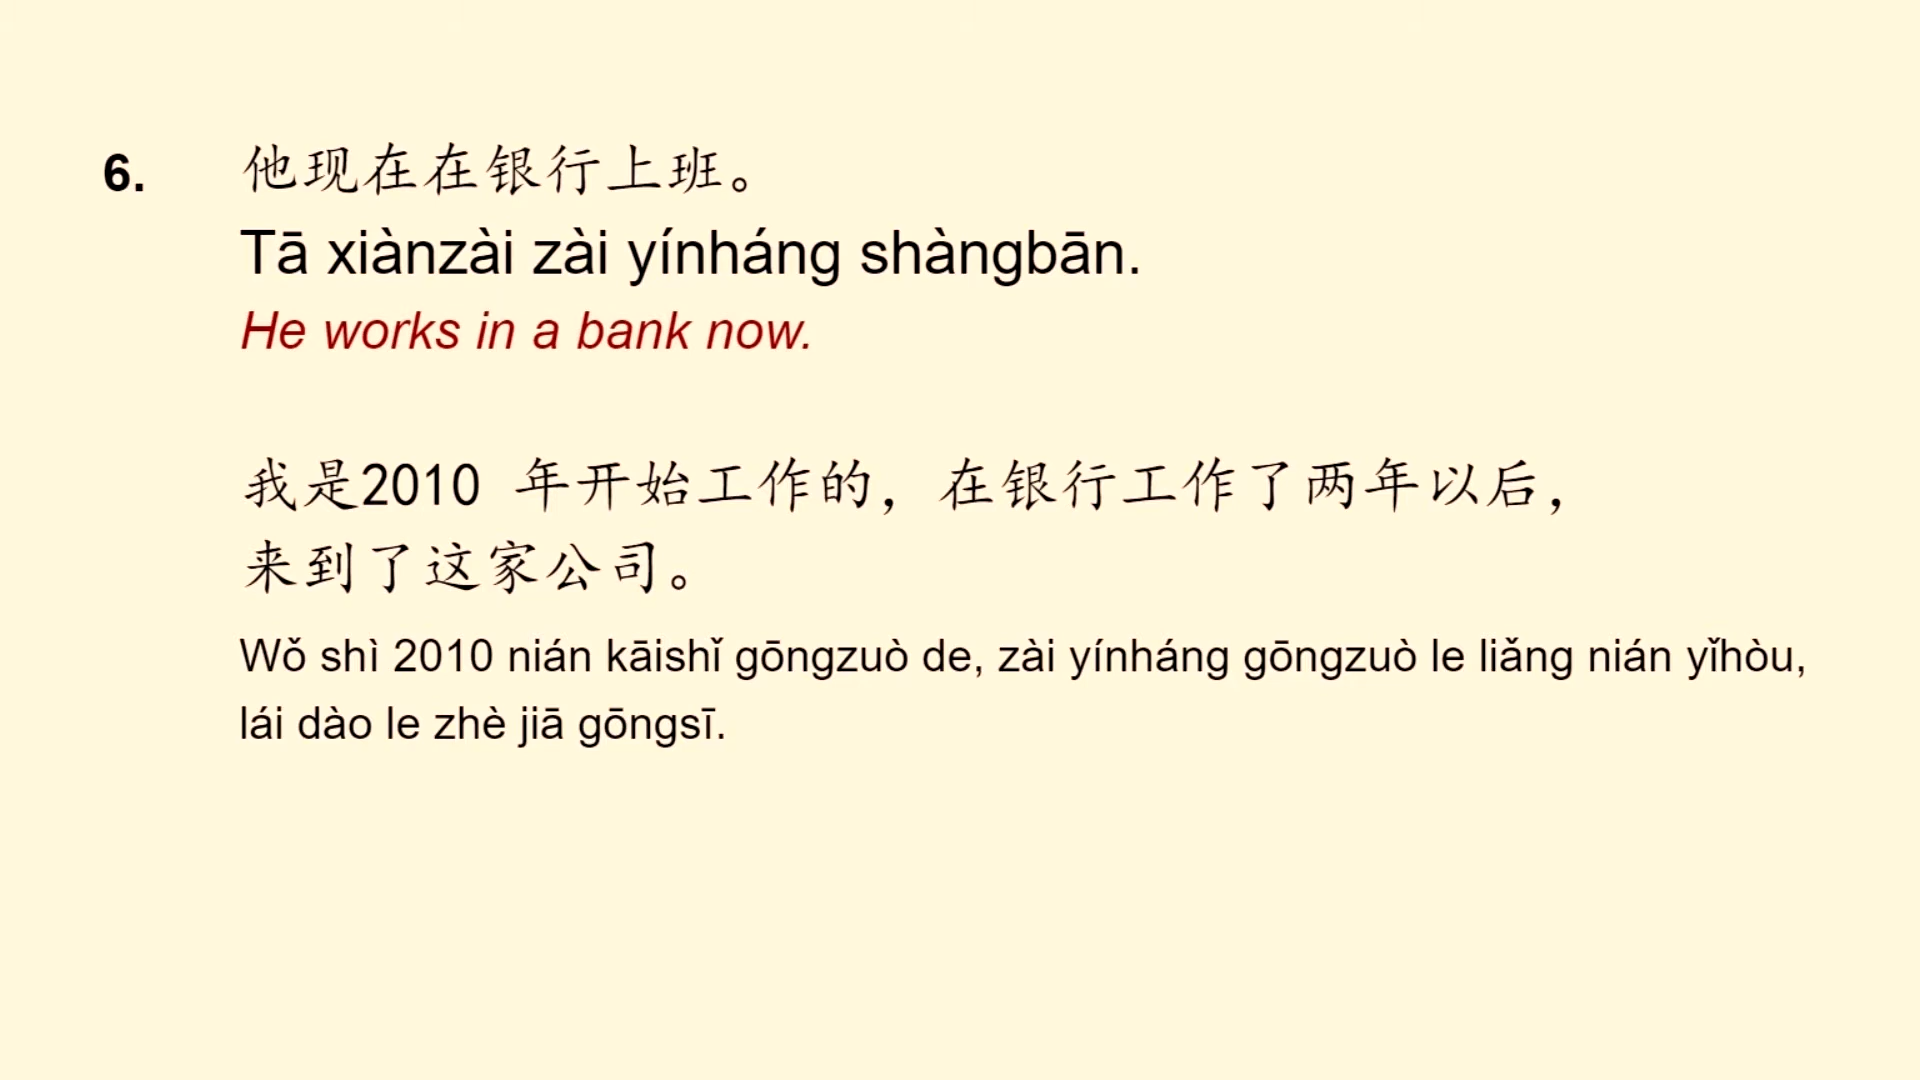 6. 他现在在银行上班。
Tā xiànzài zài yínháng shàngbān.
He works in a bank now.
我是2010 年开始工作的，在银行工作了两年以后，
来到了这家公司。
Wǒ shì 2010 nián kāishǐ gōngzuò de, zài yínháng gōngzuò le liǎng nián yǐhòu,
lái dào le zhè jiā gōngsī.